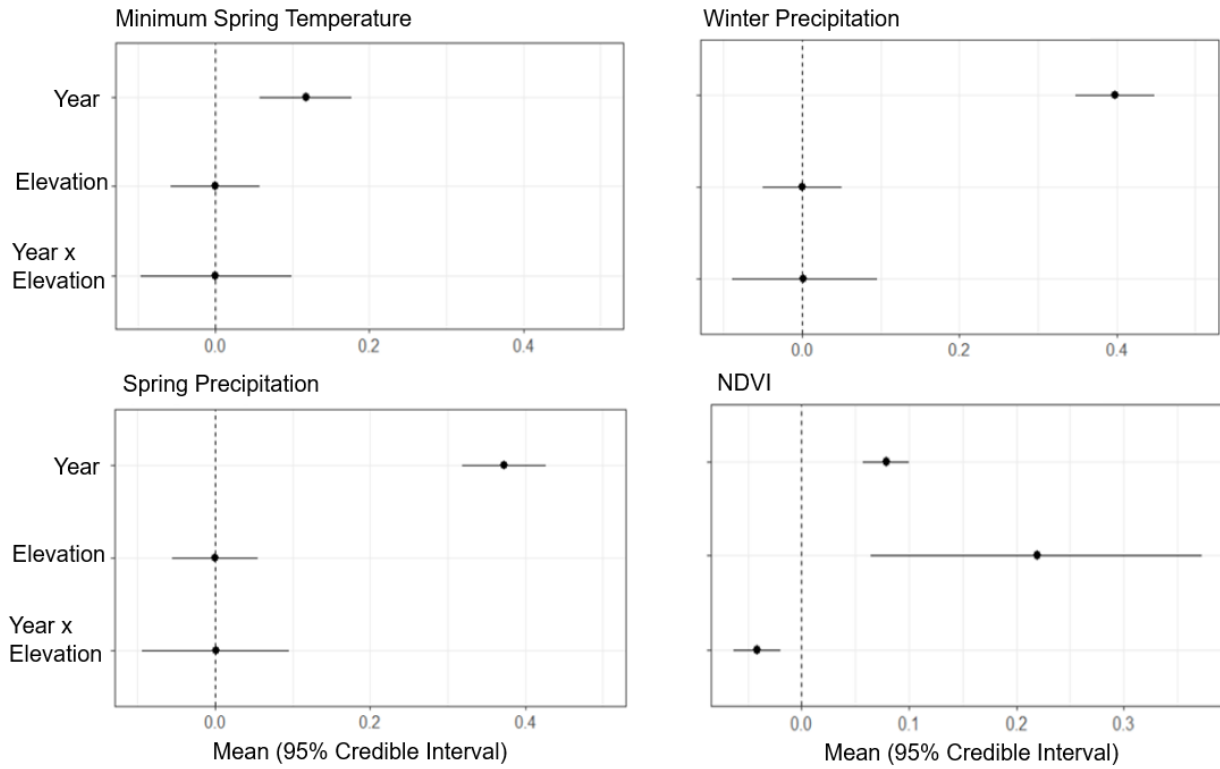 Minimum Spring Temperature
Winter Precipitation
Year
Elevation
Year x
Elevation
0.0 0.2 0.4
0.0 0.2 0.4
Spring Precipitation
NDVI
Year
Elevation
Year x
Elevation
0.0 0.2 0.4
0.0 0.1 0.2 0.3
Mean (95% Credible Interval)
Mean (95% Credible Interval)